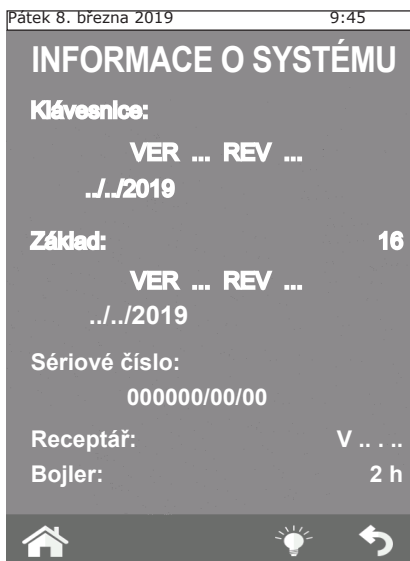 Pátek 8. března 2019 9:45
INFORMACE O SYSTÉMU
Klávesnice:
VER ... REV ...
../../2019
Základ: 16
VER ... REV ...
../../2019
Sériové číslo:
000000/00/00
Receptář: V .. . ..
Bojler: 2 h